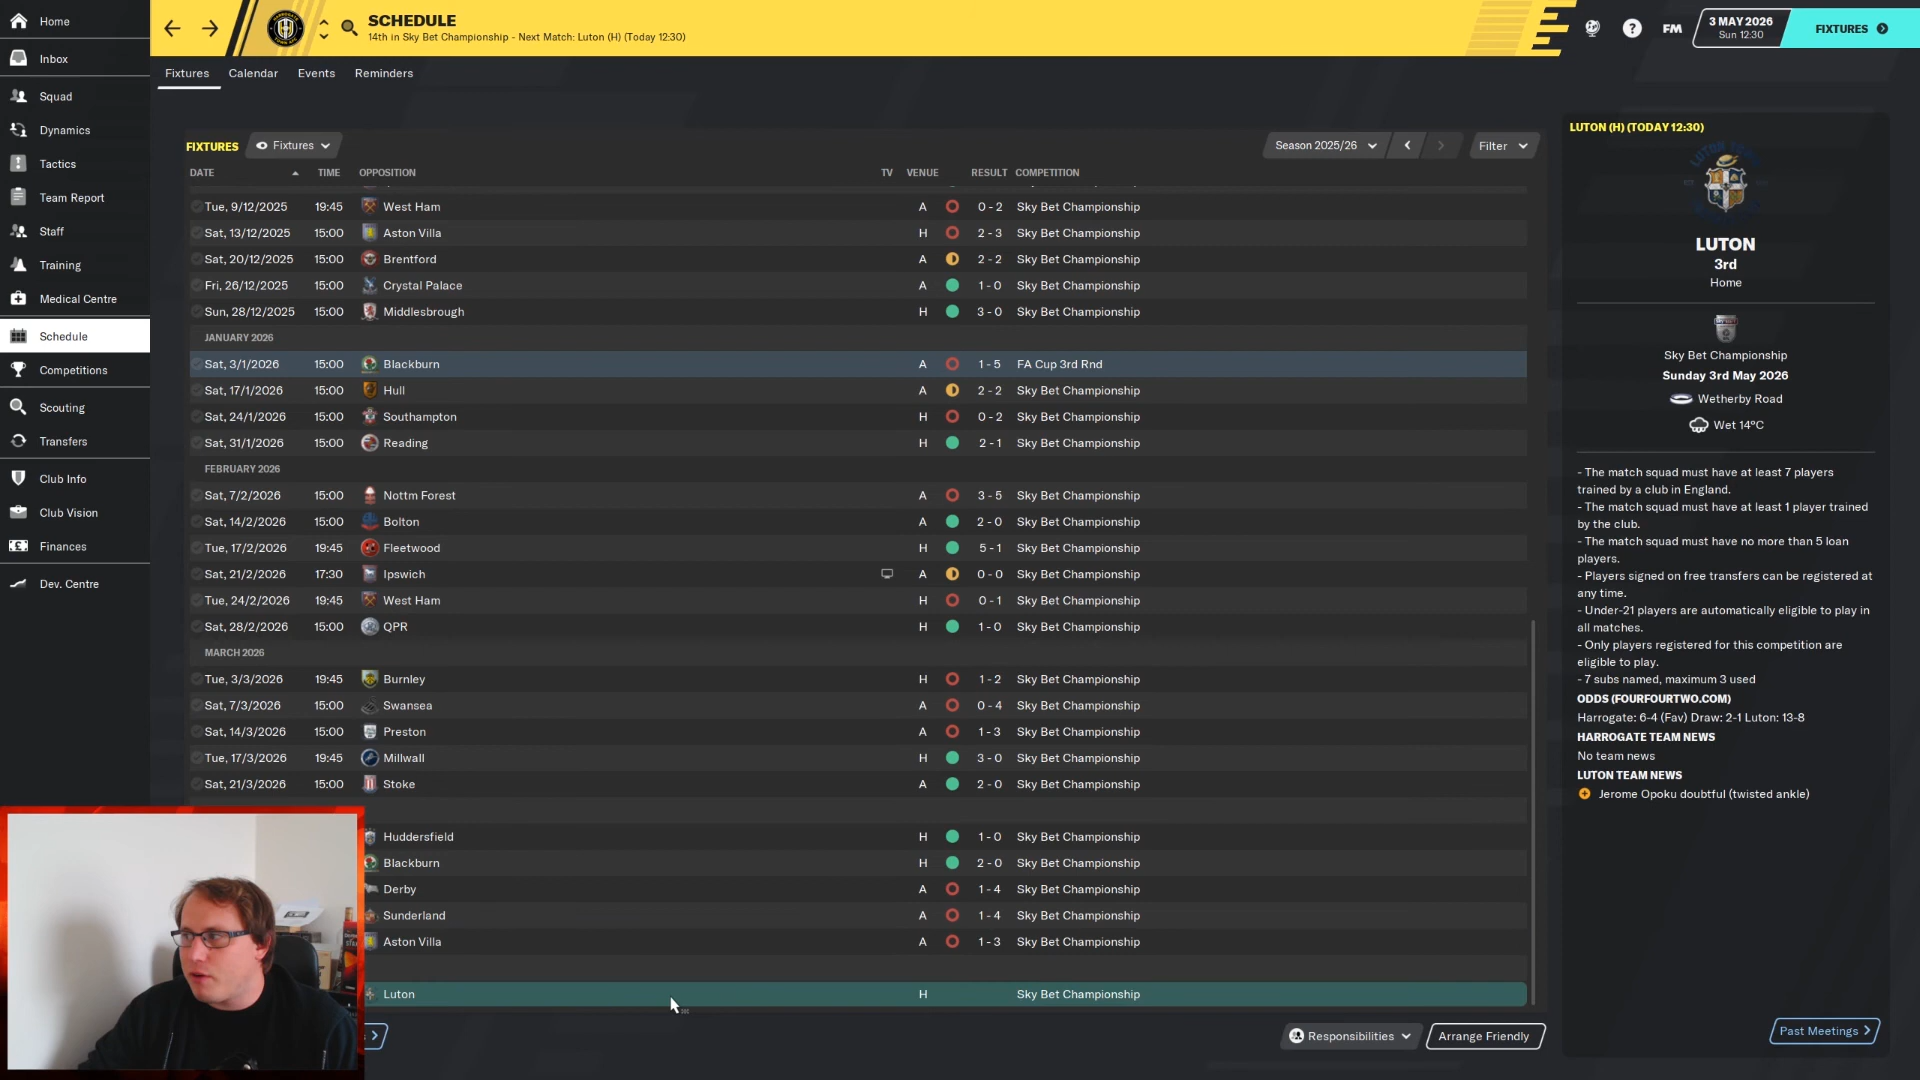 Home
SCHEDULE
14th in Sky Bet Championship - Next Match: Luton (H) (Today 12:30)
FM
3 MAY 2026
Sun 12:30
FIXTURES
Inbox
Squad
Dynamics
Tactics
Team Report
Staff
Training
Medical Centre
Schedule
Competitions
Scouting
Transfers
Club Info
Club Vision
Finances
Dev. Centre
Fixtures Calendar Events Reminders
FIXTURES Fixtures Season 2025/26 Filter
DATE TIME OPPOSITION TV VENUE RESULT COMPETITION
Tue, 9/12/2025 19:45 West Ham A 0 - 2 Sky Bet Championship
Sat, 13/12/2025 15:00 Aston Villa H 2 - 3 Sky Bet Championship
Sat, 20/12/2025 15:00 Brentford A 2 - 2 Sky Bet Championship
Fri, 26/12/2025 15:00 Crystal Palace A 1 - 0 Sky Bet Championship
Sun, 28/12/2025 15:00 Middlesbrough H 3 - 0 Sky Bet Championship
JANUARY 2026
Sat, 3/1/2026 15:00 Blackburn A 1 - 5 FA Cup 3rd Rnd
Sat, 17/1/2026 15:00 Hull A 2 - 2 Sky Bet Championship
Sat, 24/1/2026 15:00 Southampton H 0 - 2 Sky Bet Championship
Sat, 31/1/2026 15:00 Reading H 2 - 1 Sky Bet Championship
FEBRUARY 2026
Sat, 7/2/2026 15:00 Nottm Forest A 3 - 5 Sky Bet Championship
Sat, 14/2/2026 15:00 Bolton A 2 - 0 Sky Bet Championship
Tue, 17/2/2026 19:45 Fleetwood H 5 - 1 Sky Bet Championship
Sat, 21/2/2026 17:30 Ipswich A 0 - 0 Sky Bet Championship
Tue, 24/2/2026 19:45 West Ham H 0 - 1 Sky Bet Championship
Sat, 28/2/2026 15:00 QPR H 1 - 0 Sky Bet Championship
MARCH 2026
Tue, 3/3/2026 19:45 Burnley H 1 - 2 Sky Bet Championship
Sat, 7/3/2026 15:00 Swansea A 0 - 4 Sky Bet Championship
Sat, 14/3/2026 15:00 Preston A 1 - 3 Sky Bet Championship
Tue, 17/3/2026 19:45 Millwall H 3 - 0 Sky Bet Championship
Sat, 21/3/2026 15:00 Stoke A 2 - 0 Sky Bet Championship
Huddersfield H 1 - 0 Sky Bet Championship
Blackburn H 2 - 0 Sky Bet Championship
Derby A 1 - 4 Sky Bet Championship
Sunderland A 1 - 4 Sky Bet Championship
Aston Villa A 1 - 3 Sky Bet Championship
Luton H Sky Bet Championship
Responsibilities Arrange Friendly
LUTON (H) (TODAY 12:30)
LUTON
3rd
Home
Sky Bet Championship
Sunday 3rd May 2026
Wetherby Road
Wet 14°C
- The match squad must have at least 7 players
trained by a club in England.
- The match squad must have at least 1 player trained
by the club.
- The match squad must have no more than 5 loan
players.
- Players signed on free transfers can be registered at
any time.
- Under-21 players are automatically eligible to play in
all matches.
- Only players registered for this competition are
eligible to play.
- 7 subs named, maximum 3 used
ODDS (FOURFOURTWO.COM)
Harrogate: 6-4 (Fav) Draw: 2-1 Luton: 13-8
HARROGATE TEAM NEWS
No team news
LUTON TEAM NEWS
Jerome Opoku doubtful (twisted ankle)
Past Meetings